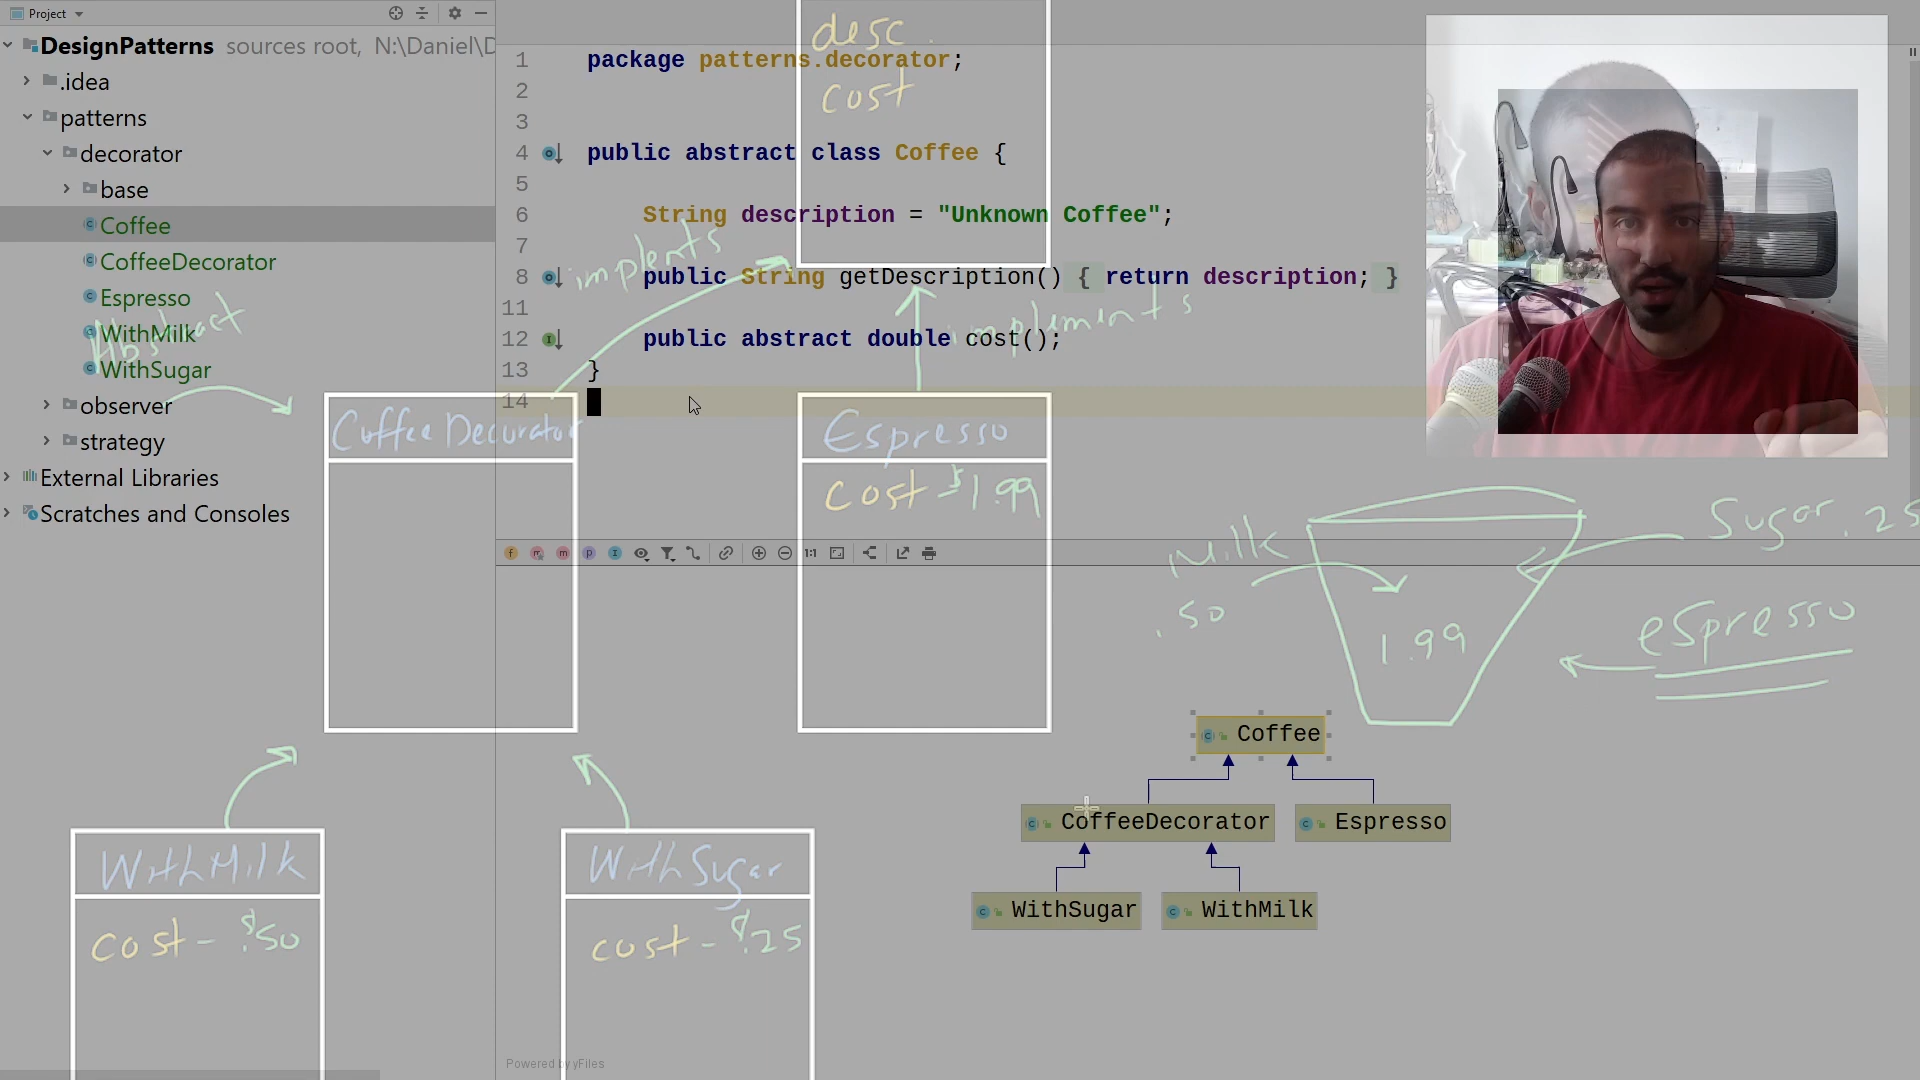 Project
DesignPatterns sources root, N:\Daniel\D
.idea
patterns
decorator
base
Coffee
CoffeeDecorator
Espresso
WithMilk
WithSugar
observer
strategy
External Libraries
Scratches and Consoles
1 package patterns.decorator;
2
3
4 public abstract class Coffee {
5
6 String description = "Unknown Coffee";
7
8 public String getDescription() { return description; }
11
12 public abstract double cost();
13 }
14
1:1
Coffee
CoffeeDecorator
Espresso
WithSugar
WithMilk
Powered by yFiles
desc.
cost
implents
implements
Abstract
Coffee Decorator
Espresso
cost - $1.99
WithMilk
cost - $.50
WithSugar
cost - $.25
Milk
.50
Sugar .25
1.99
espresso